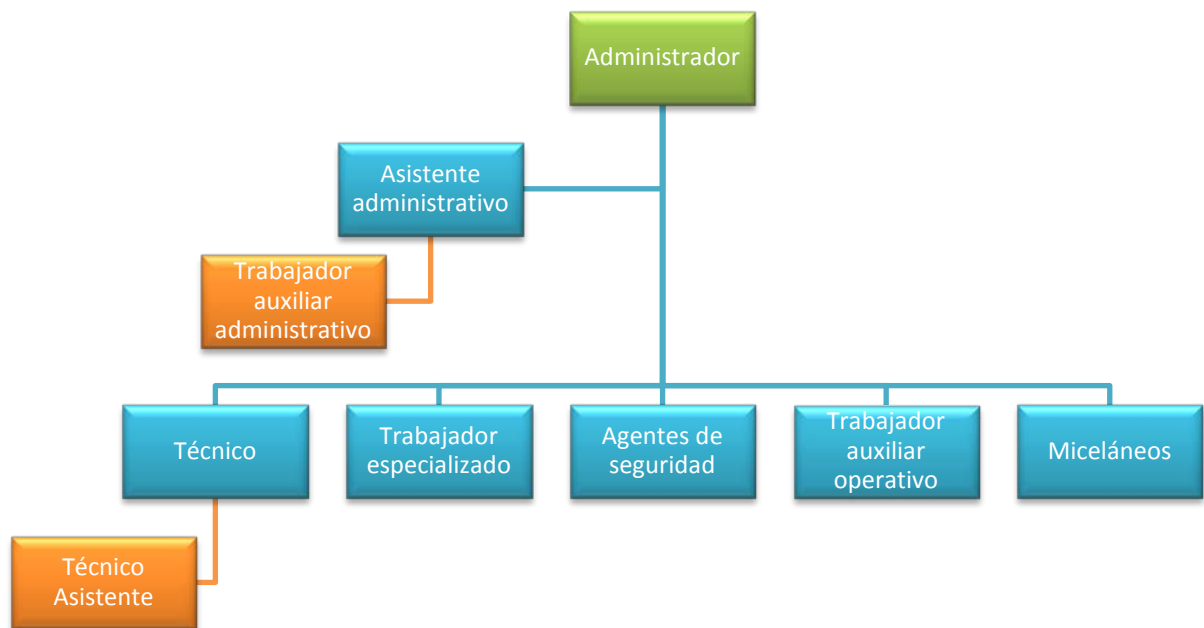 Administrador
Asistente
administrativo
Trabajador
auxiliar
administrativo
Técnico
Trabajador
especializado
Agentes de
seguridad
Trabajador
auxiliar
operativo
Miceláneos
Técnico
Asistente